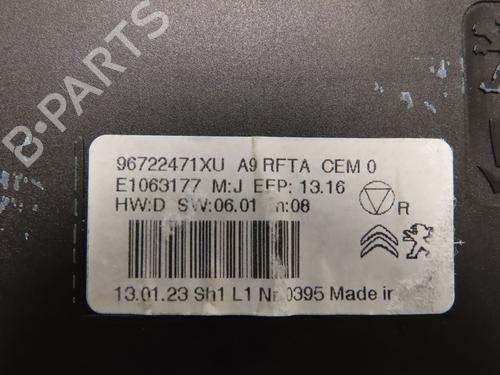 B-PARTS
96722471XU A9 RFTA CEM 0
E1063177 M:J EEP: 13.16
HW:D SW:06.01 n:08
R
13.01.23 Sh1 L1 Nr 0395 Made in